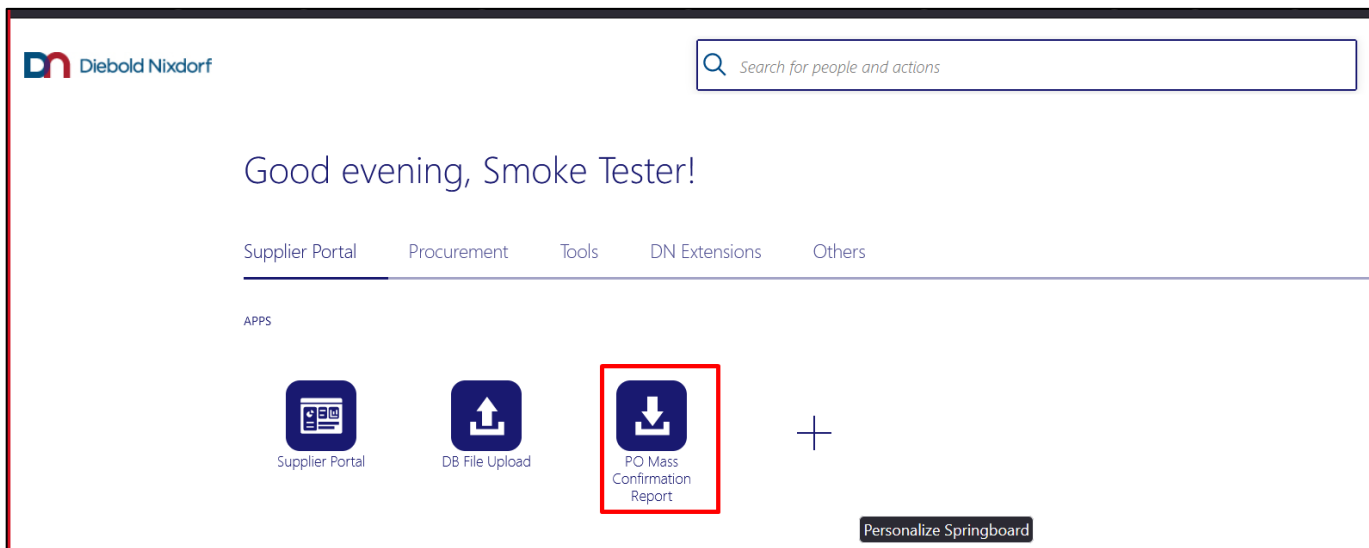 Diebold Nixdorf
Search for people and actions
Good evening, Smoke Tester!
Supplier Portal Procurement Tools DN Extensions Others
APPS
Supplier Portal
DB File Upload
PO Mass
Confirmation
Report
Personalize Springboard